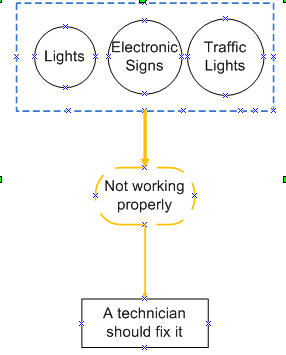 Lights
Electronic
Signs
Traffic
Lights
Not working
properly
A technician
should fix it